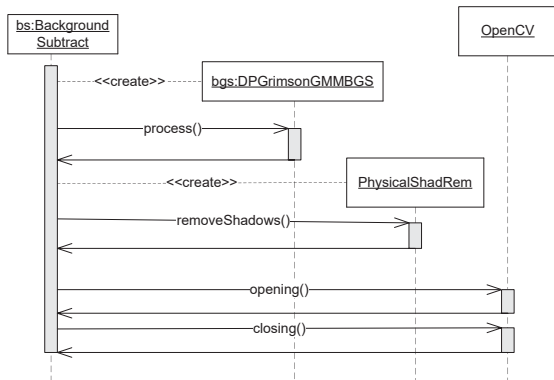 bs:Background
Subtract
OpenCV
<<create>>
bgs:DPGrimsonGMMBGS
process()
<<create>>
PhysicalShadRem
removeShadows()
opening()
closing()